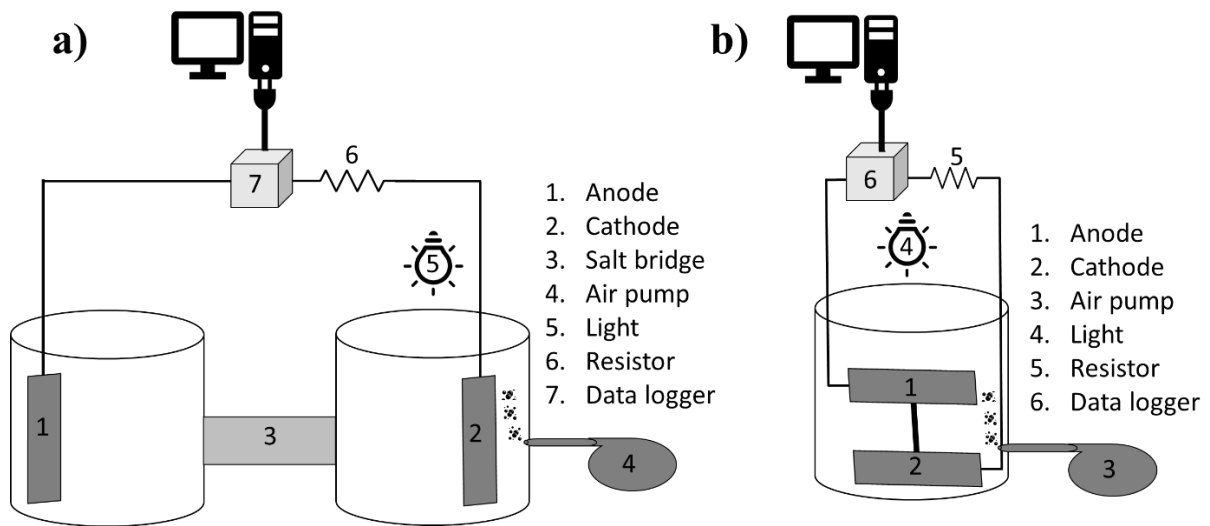 a)
6
7
5
1
3
2
4
1. Anode
2. Cathode
3. Salt bridge
4. Air pump
5. Light
6. Resistor
7. Data logger
b)
5
6
4
1
2
3
1. Anode
2. Cathode
3. Air pump
4. Light
5. Resistor
6. Data logger